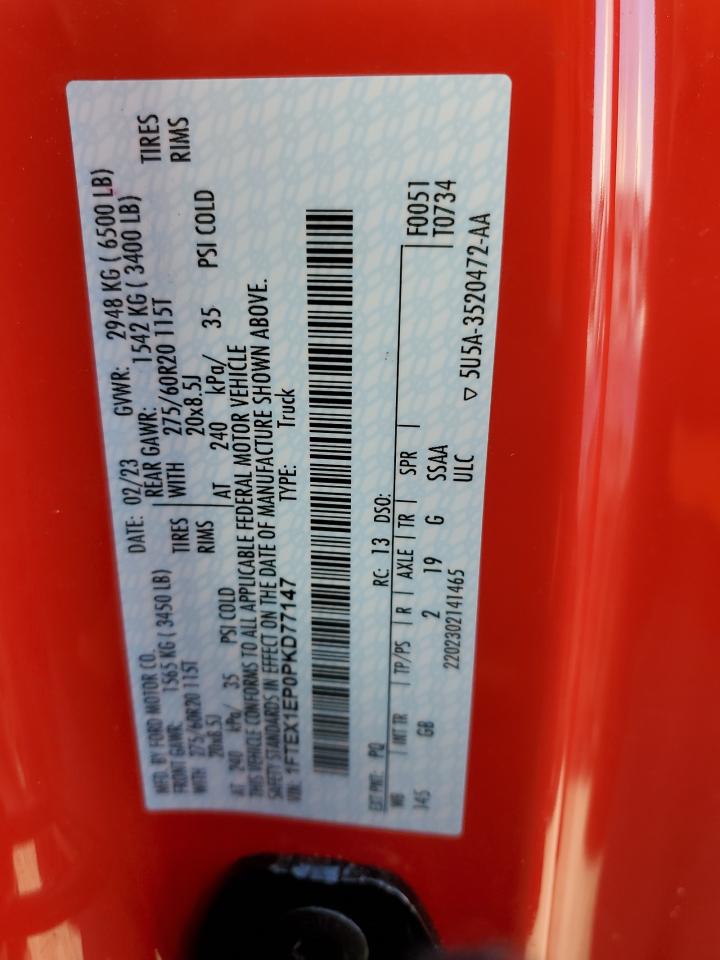 MFD. BY FORD MOTOR CO.
DATE: 02/23 GVWR: 2948 KG ( 6500 LB)
FRONT GAWR: 1565 KG ( 3450 LB) REAR GAWR: 1542 KG ( 3400 LB)
WITH 275/60R20 115T TIRES WITH 275/60R20 115T TIRES
20x8.5J RIMS 20x8.5J RIMS
AT 240 kPa/ 35 PSI COLD AT 240 kPa/ 35 PSI COLD
THIS VEHICLE CONFORMS TO ALL APPLICABLE FEDERAL MOTOR VEHICLE
SAFETY STANDARDS IN EFFECT ON THE DATE OF MANUFACTURE SHOWN ABOVE.
VIN: 1FTEX1EP0PKD77147 TYPE: Truck
EXT PNT: PQ RC: 13 DSO: F0051
WB INT TR TP/PS R AXLE TR SPR T0734
145 GB 2 19 G SSAA
2202302141465 ULC ▽ 5U5A-3520472-AA